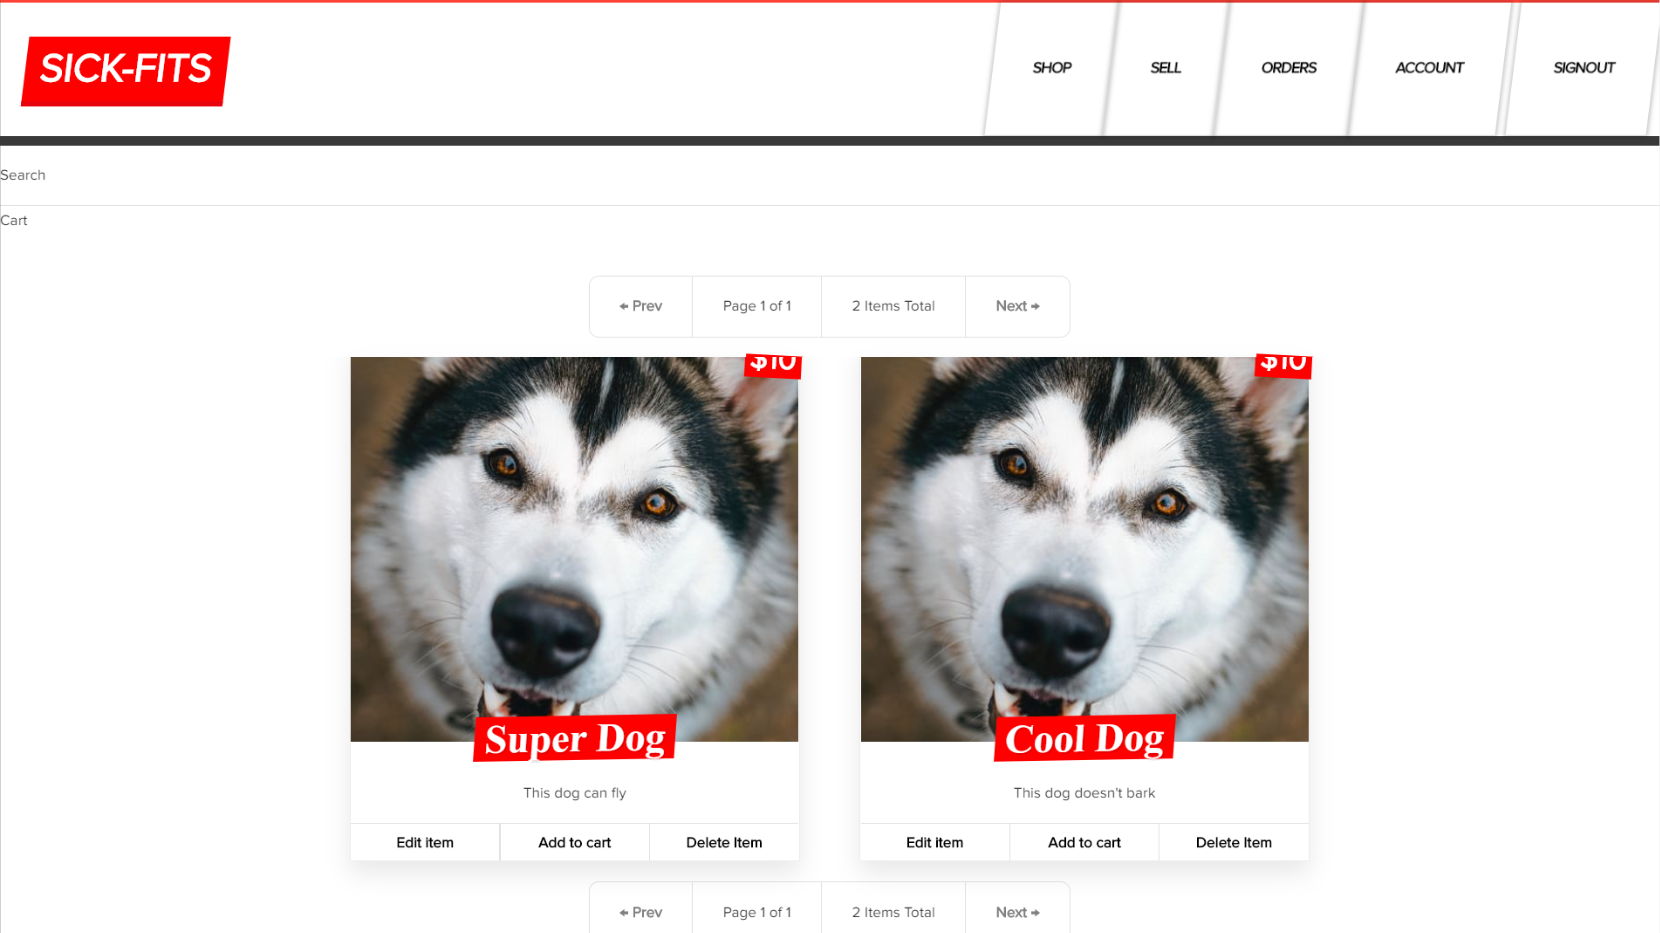 SICK-FITS
SHOP
SELL
ORDERS
ACCOUNT
SIGNOUT
Search
Cart
← Prev
Page 1 of 1
2 Items Total
Next →
$10
$10
Super Dog
Cool Dog
This dog can fly
This dog doesn't bark
Edit item
Add to cart
Delete Item
Edit item
Add to cart
Delete Item
← Prev
Page 1 of 1
2 Items Total
Next →